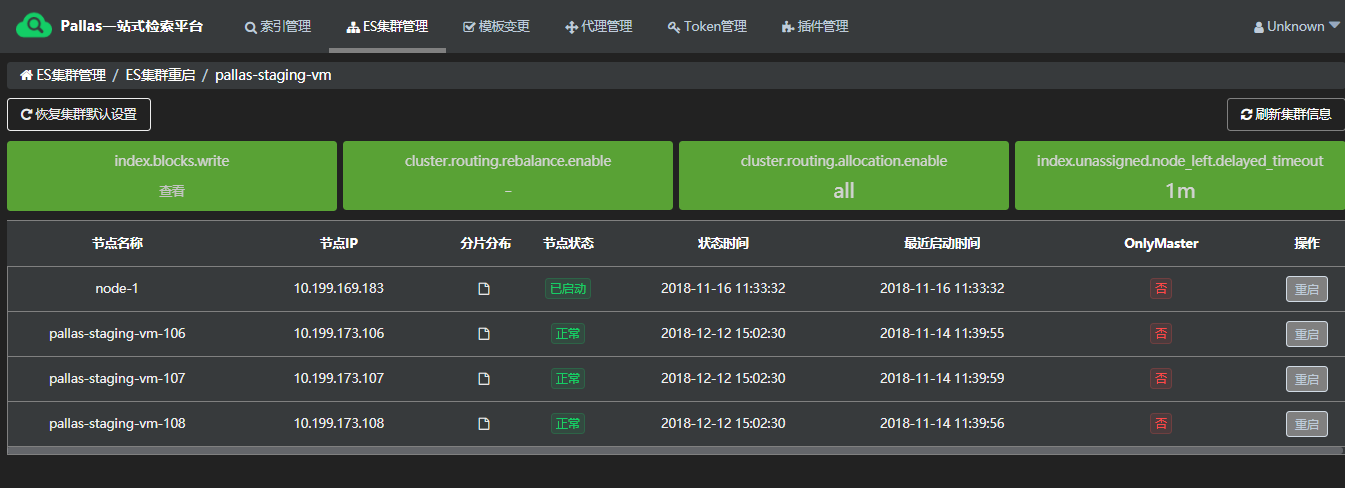 Pallas一站式检索平台 索引管理 ES集群管理 模板变更 代理管理 Token管理 插件管理 Unknown
ES集群管理 / ES集群重启 / pallas-staging-vm
恢复集群默认设置 刷新集群信息
index.blocks.write cluster.routing.rebalance.enable cluster.routing.allocation.enable index.unassigned.node_left.delayed_timeout
查看 - all 1m
节点名称 节点IP 分片分布 节点状态 状态时间 最近启动时间 OnlyMaster 操作
node-1 10.199.169.183 已启动 2018-11-16 11:33:32 2018-11-16 11:33:32 否 重启
pallas-staging-vm-106 10.199.173.106 正常 2018-12-12 15:02:30 2018-11-14 11:39:55 否 重启
pallas-staging-vm-107 10.199.173.107 正常 2018-12-12 15:02:30 2018-11-14 11:39:59 否 重启
pallas-staging-vm-108 10.199.173.108 正常 2018-12-12 15:02:30 2018-11-14 11:39:56 否 重启